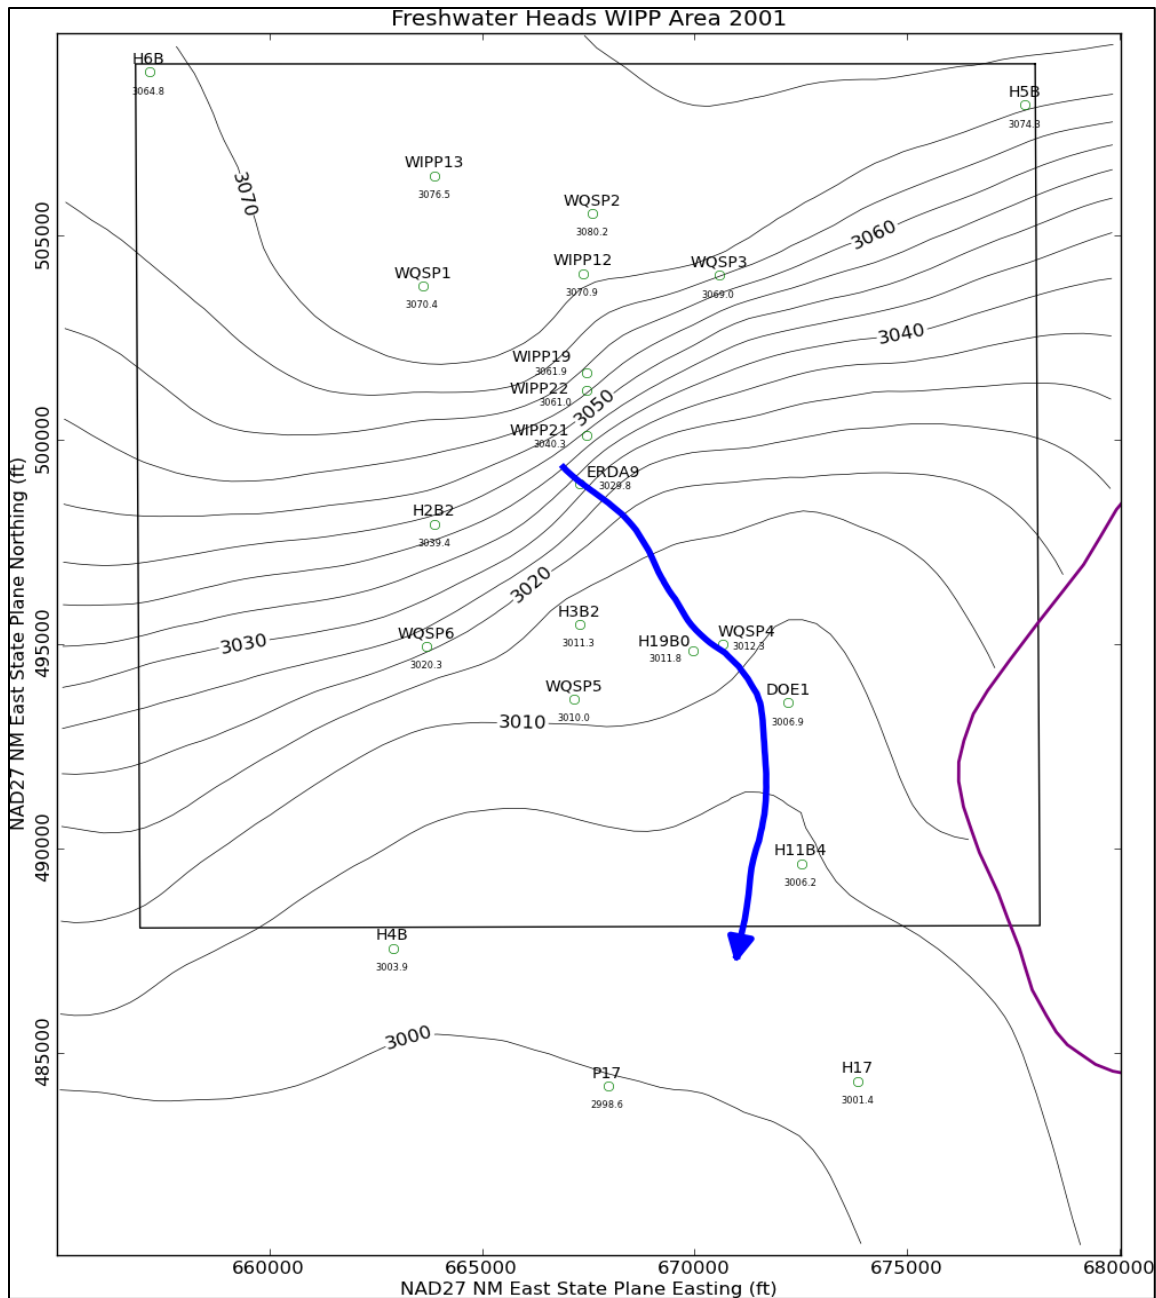 Freshwater Heads WIPP Area 2001
H6B
3064.8
H5B
3074.3
WIPP13
3076.5
3070
WQSP2
3080.2
505000
3060
WIPP12
3070.9
WQSP3
3069.0
WQSP1
3070.4
3040
WIPP19
3061.9
WIPP22
3061.0
3050
WIPP21
3040.3
500000
ERDA9
3029.8
H2B2
3039.4
3020
H3B2
3011.3
WQSP6
3020.3
3030
H19B0
3011.8
WQSP4
3012.3
495000
WQSP5
3010.0
DOE1
3006.9
3010
490000
H11B4
3006.2
H4B
3003.9
3000
485000
P17
2998.6
H17
3001.4
NAD27 NM East State Plane Northing (ft)
660000 665000 670000 675000 680000
NAD27 NM East State Plane Easting (ft)